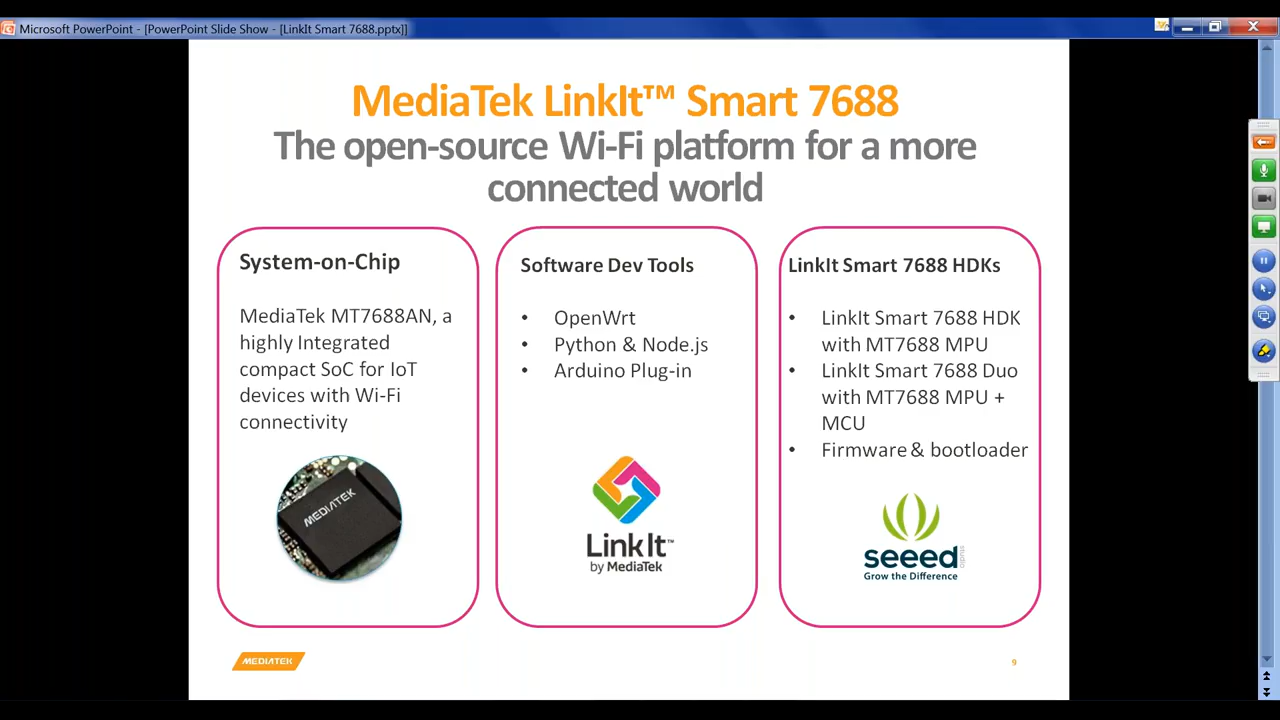 Microsoft PowerPoint - [PowerPoint Slide Show - [LinkIt Smart 7688.pptx]]
MediaTek LinkIt™ Smart 7688
The open-source Wi-Fi platform for a more
connected world
System-on-Chip
MediaTek MT7688AN, a
highly Integrated
compact SoC for IoT
devices with Wi-Fi
connectivity
MEDIATEK
Software Dev Tools
• OpenWrt
• Python & Node.js
• Arduino Plug-in
LinkIt™
by MediaTek
LinkIt Smart 7688 HDKs
• LinkIt Smart 7688 HDK
with MT7688 MPU
• LinkIt Smart 7688 Duo
with MT7688 MPU +
MCU
• Firmware & bootloader
seeed
studio
Grow the Difference
MEDIATEK
9